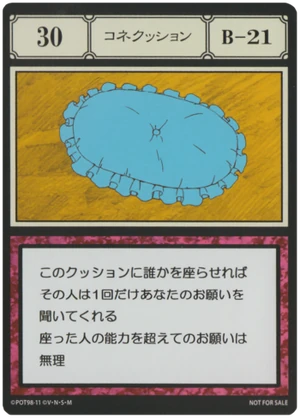 30
コネクッション
B-21
このクッションに誰かを座らせれば
その人は1回だけあなたのお願いを
聞いてくれる
座った人の能力を超えてのお願いは
無理
©POT98-11 ©V・N・S・M
NOT FOR SALE